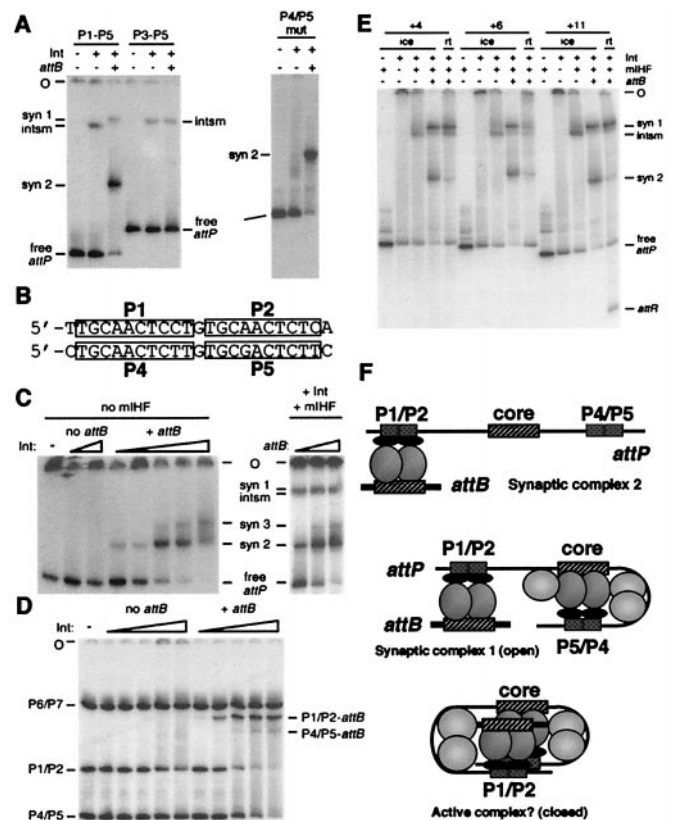 A
P1-P5 P3-P5
- + + - + + Int
- - + - - + attB
O
syn 1
intsm
intsm
syn 2
free attP
free attP
P4/P5 mut
- + +
- - +
syn 2
B
P1 P2
5′ -TTGCAACTCCTGTGCAACTCTCA
5′ -CTGCAACTCTTGTGCGACTCTTC
P4 P5
C
no mIHF
no attB + attB
Int: -
+ Int
+ mIHF
attB:
O
syn 1
intsm
syn 3
syn 2
free attP
D
no attB + attB
Int: -
O
P6/P7
P1/P2-attB
P4/P5-attB
P1/P2
P4/P5
E
+4 +6 +11
ice rt ice rt ice rt
- + + + + - + + + + - + + + + Int
- - + + + - - + + + - - + + + mIHF
- - - + + - - - + + - - - + + attB
O
syn 1
intsm
syn 2
free attP
attR
F
P1/P2 core P4/P5
attP
attB Synaptic complex 2
P1/P2 core
attP
attB
Synaptic complex 1 (open) P5/P4
core
P1/P2
Active complex? (closed)